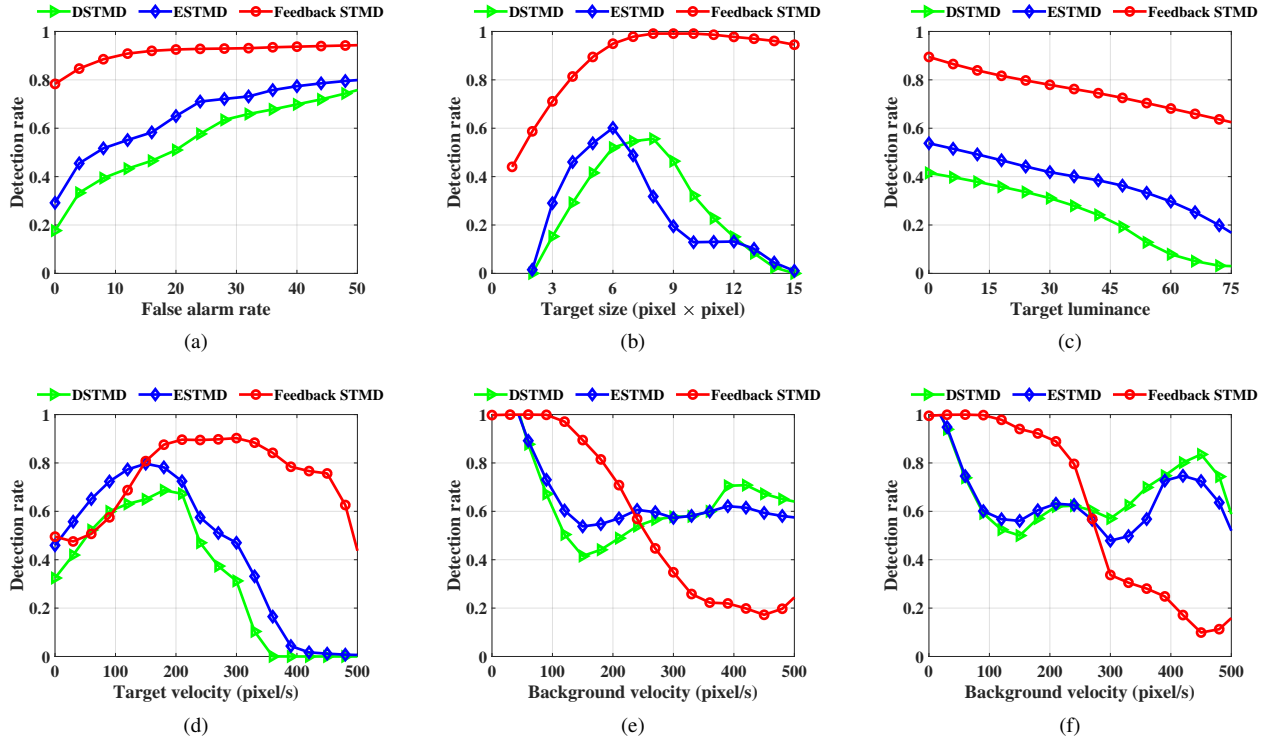 DSTMD ESTMD Feedback STMD
Detection rate
1
0.8
0.6
0.4
0.2
0
0 10 20 30 40 50
False alarm rate
(a)
DSTMD ESTMD Feedback STMD
Detection rate
1
0.8
0.6
0.4
0.2
0
3 6 9 12 15
Target size (pixel × pixel)
(b)
DSTMD ESTMD Feedback STMD
Detection rate
1
0.8
0.6
0.4
0.2
0
0 15 30 45 60 75
Target luminance
(c)
DSTMD ESTMD Feedback STMD
Detection rate
1
0.8
0.6
0.4
0.2
0
0 100 200 300 400 500
Target velocity (pixel/s)
(d)
DSTMD ESTMD Feedback STMD
Detection rate
1
0.8
0.6
0.4
0.2
0
0 100 200 300 400 500
Background velocity (pixel/s)
(e)
DSTMD ESTMD Feedback STMD
Detection rate
1
0.8
0.6
0.4
0.2
0
0 100 200 300 400 500
Background velocity (pixel/s)
(f)